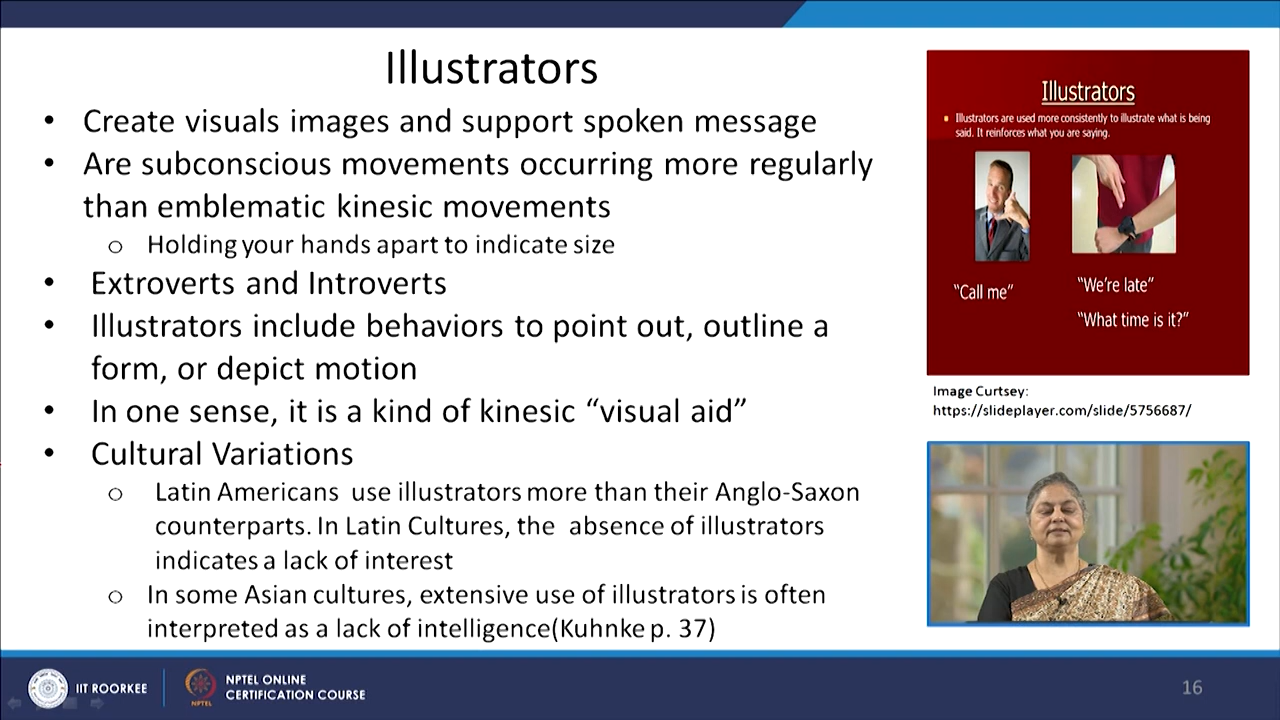 Illustrators
• Create visuals images and support spoken message
• Are subconscious movements occurring more regularly
than emblematic kinesic movements
o Holding your hands apart to indicate size
• Extroverts and Introverts
• Illustrators include behaviors to point out, outline a
form, or depict motion
• In one sense, it is a kind of kinesic “visual aid”
• Cultural Variations
o Latin Americans use illustrators more than their Anglo-Saxon
counterparts. In Latin Cultures, the absence of illustrators
indicates a lack of interest
o In some Asian cultures, extensive use of illustrators is often
interpreted as a lack of intelligence(Kuhnke p. 37)
Illustrators
• Illustrators are used more consistently to illustrate what is being
said. It reinforces what you are saying.
“Call me”
“We’re late”
“What time is it?”
Image Curtsey:
https://slideplayer.com/slide/5756687/
IIT ROORKEE
NPTEL
NPTEL ONLINE
CERTIFICATION COURSE
16